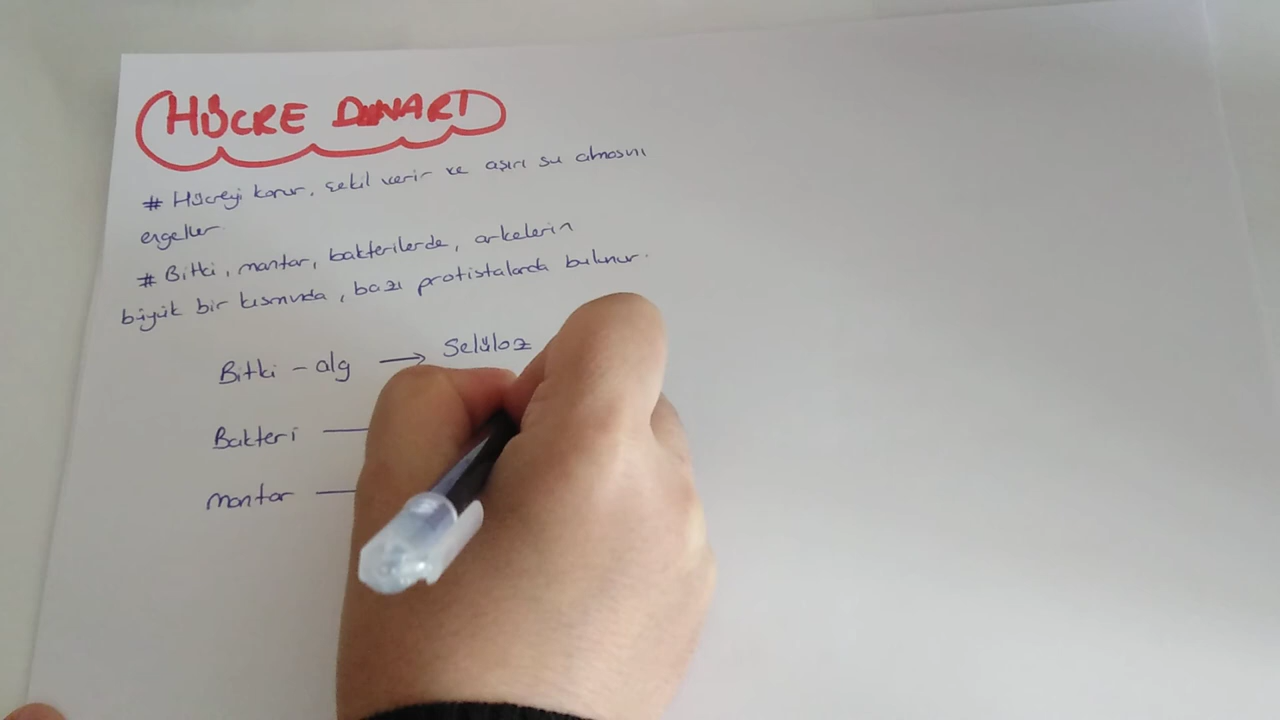 HÜCRE DUVARI
# Hücreyi korur, şekil verir ve aşırı su almasını
engeller.
# Bitki, mantar, bakterilerde, arkelerin
büyük bir kısmında, bazı protistalarda bulunur.
Bitki - alg → Selüloz
Bakteri —
mantar —